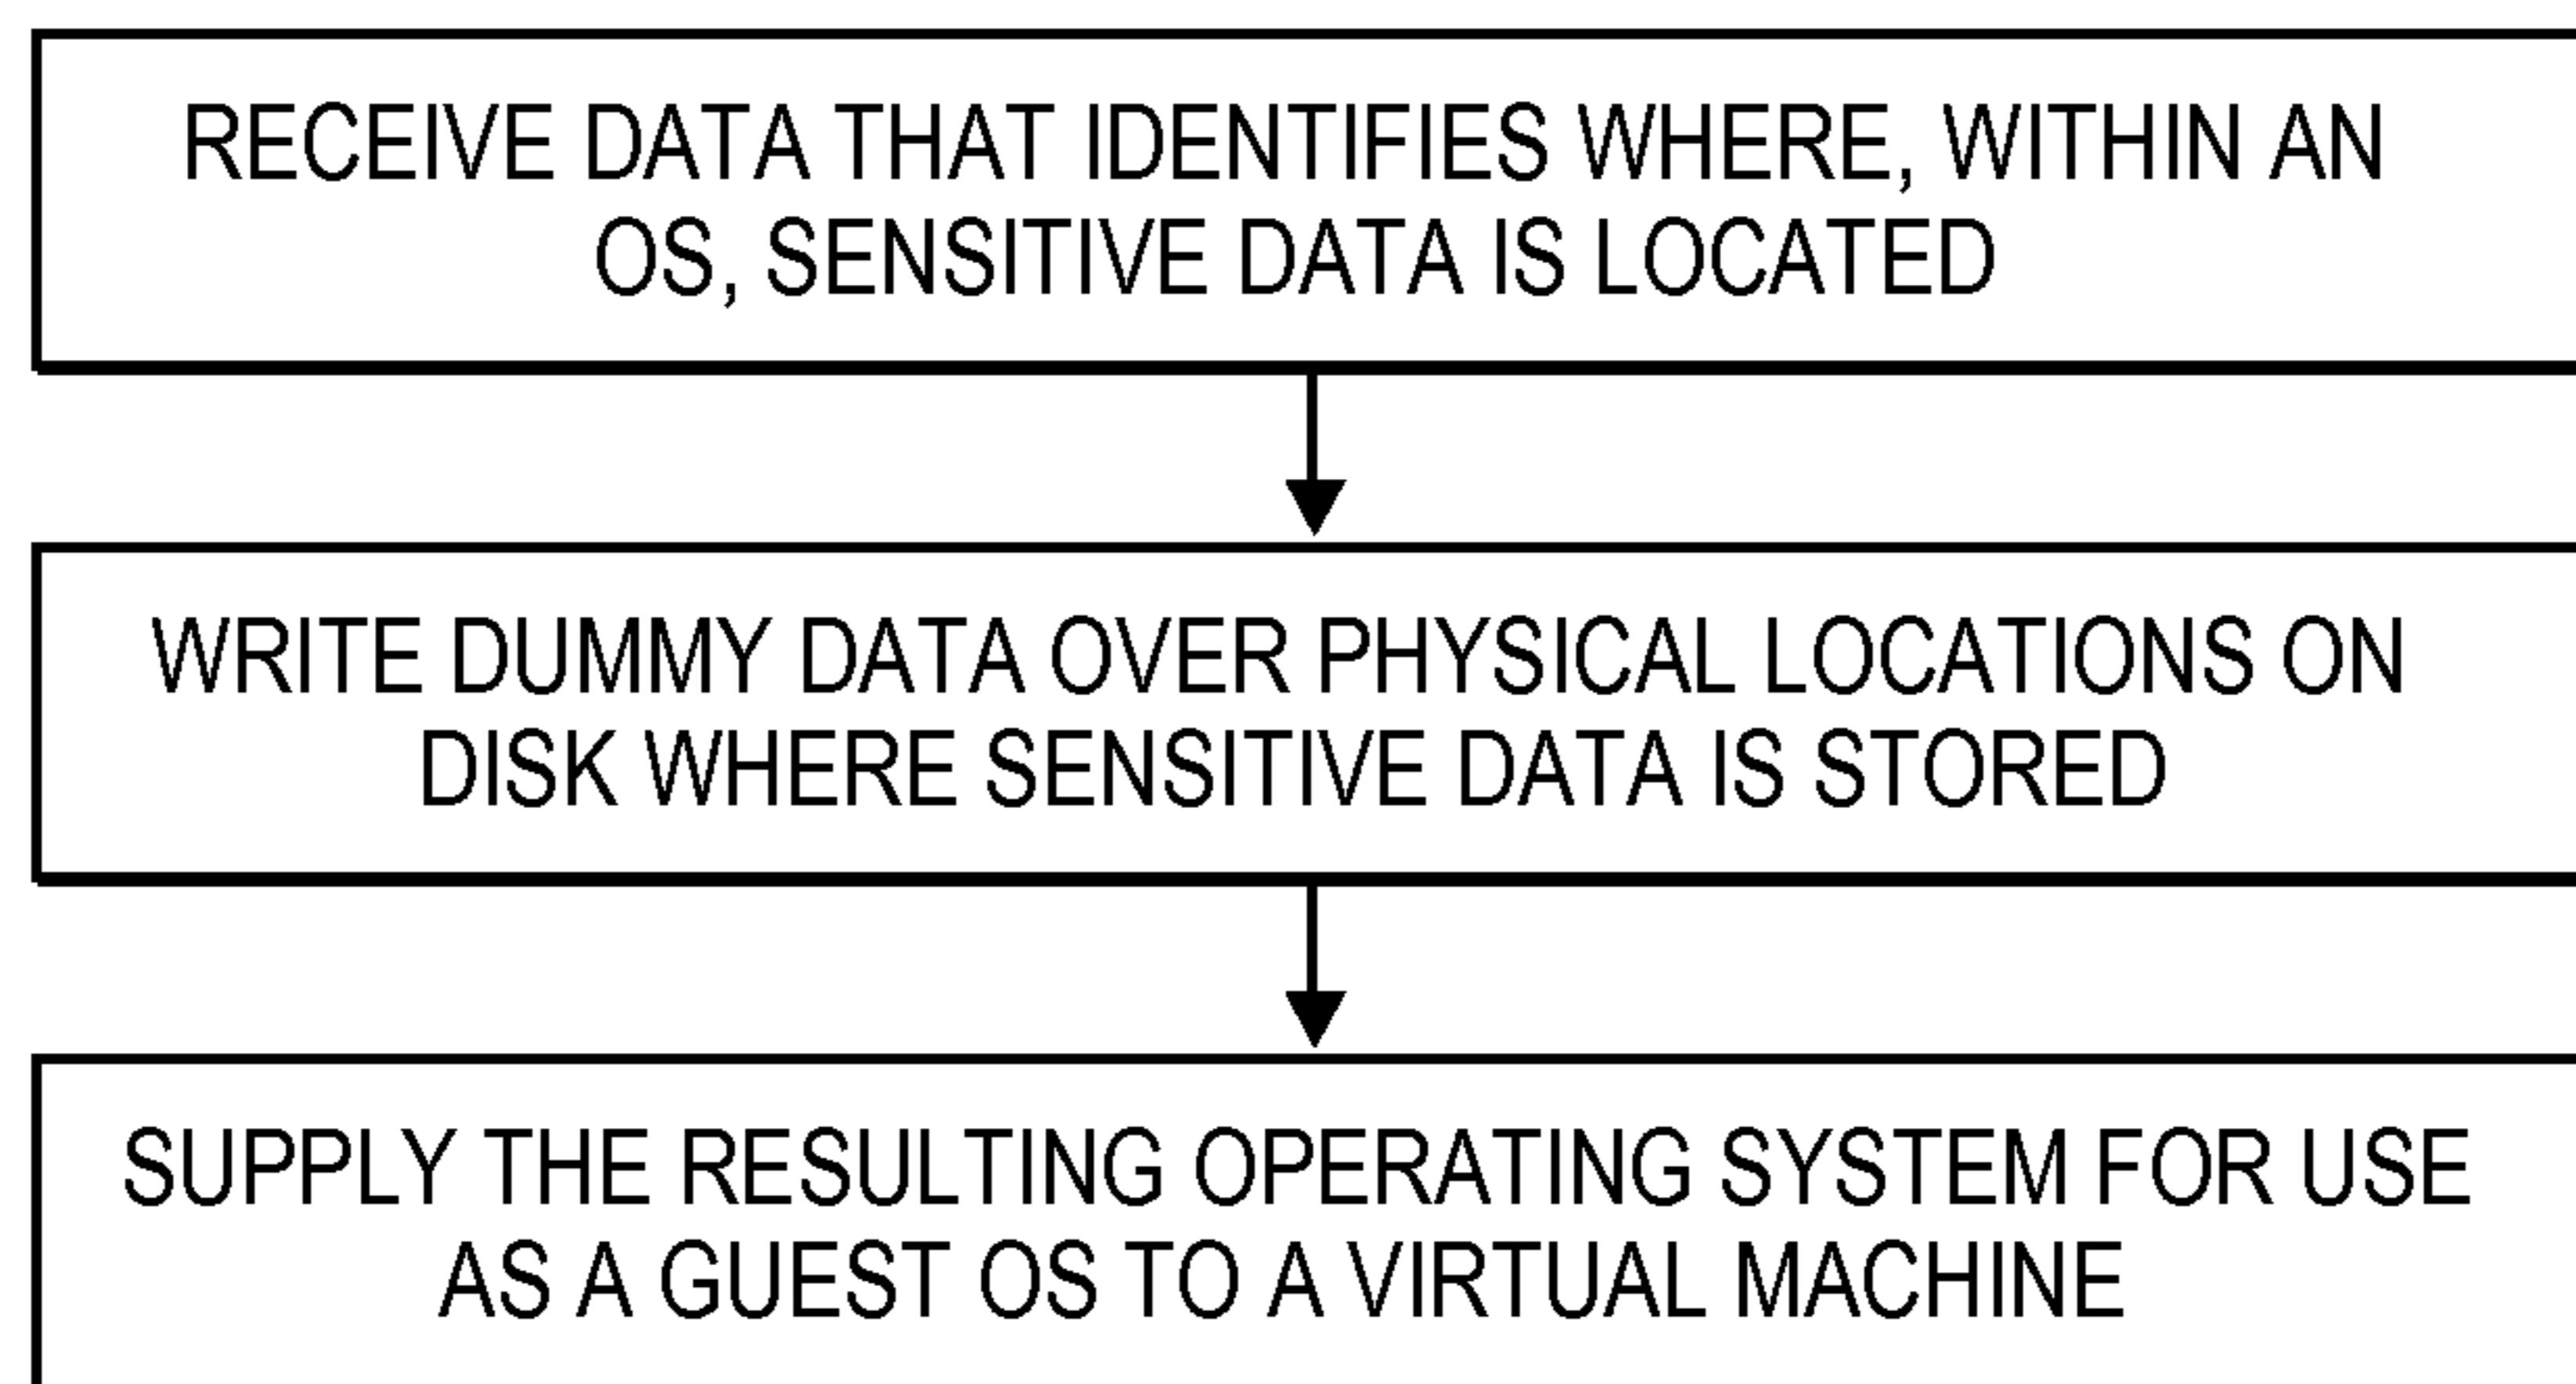 RECEIVE DATA THAT IDENTIFIES WHERE, WITHIN AN
OS, SENSITIVE DATA IS LOCATED
WRITE DUMMY DATA OVER PHYSICAL LOCATIONS ON
DISK WHERE SENSITIVE DATA IS STORED
SUPPLY THE RESULTING OPERATING SYSTEM FOR USE
AS A GUEST OS TO A VIRTUAL MACHINE